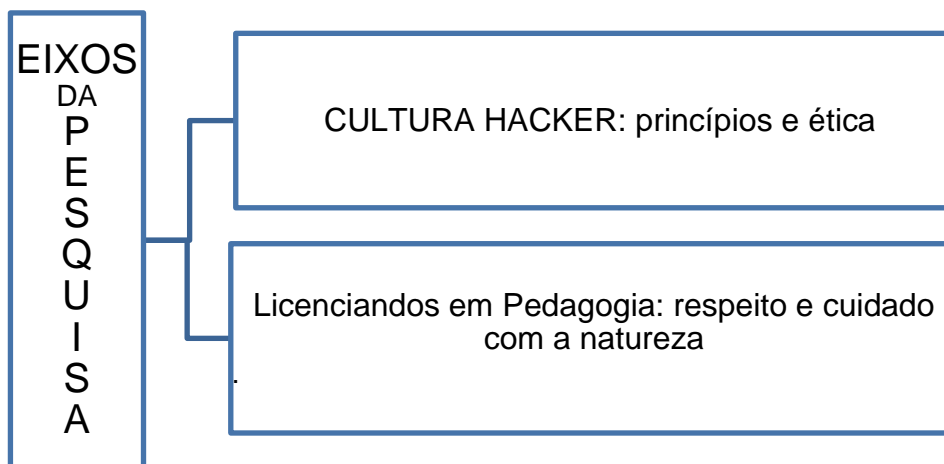 EIXOS
DA
P
E
S
Q
U
I
S
A
CULTURA HACKER: princípios e ética
Licenciandos em Pedagogia: respeito e cuidado
com a natureza
.